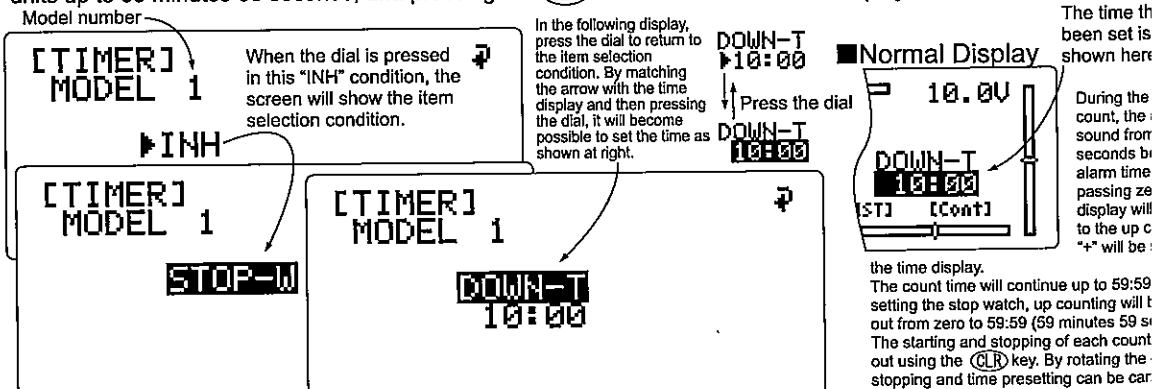 Model number
[TIMER]
MODEL 1
When the dial is pressed
in this "INH" condition, the
screen will show the item
selection condition.
▶INH
[TIMER]
MODEL 1
STOP-W
In the following display,
press the dial to return to
the item selection
condition. By matching
the arrow with the time
display and then pressing
the dial, it will become
possible to set the time as
shown at right.
DOWN-T
▶10:00
Press the dial
DOWN-T
10:00
[TIMER]
MODEL 1
DOWN-T
10:00
■Normal Display
10.0V
DOWN-T
10:00
[Cont]
The time
been set is
shown here
During the
count, the
sound from
seconds
alarm time
passing
display
to the up
"+" will be
the time display.
The count time will continue up to 59:59
setting the stop watch, up counting will
out from zero to 59:59 (59 minutes 59
The starting and stopping of each count
out using the CLR key. By rotating the
stopping and time presetting can be